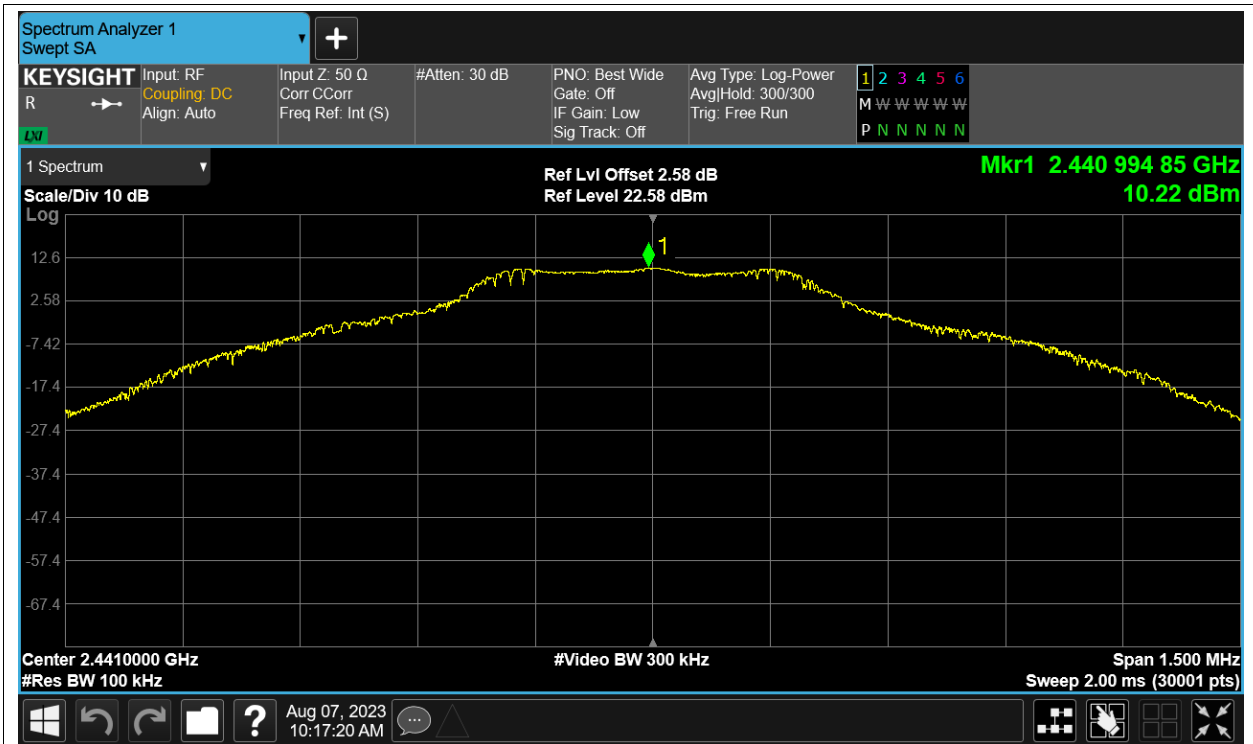 Spectrum Analyzer 1
Swept SA
KEYSIGHT
R
LXI
Input: RF
Coupling: DC
Align: Auto
Input Z: 50 Ω
Corr CCorr
Freq Ref: Int (S)
#Atten: 30 dB
PNO: Best Wide
Gate: Off
IF Gain: Low
Sig Track: Off
Avg Type: Log-Power
Avg|Hold: 300/300
Trig: Free Run
1 2 3 4 5 6
M W W W W W
P N N N N N
1 Spectrum
Scale/Div 10 dB
Log
Ref Lvl Offset 2.58 dB
Ref Level 22.58 dBm
Mkr1 2.440 994 85 GHz
10.22 dBm
1
12.6
2.58
-7.42
-17.4
-27.4
-37.4
-47.4
-57.4
-67.4
Center 2.4410000 GHz
#Res BW 100 kHz
#Video BW 300 kHz
Span 1.500 MHz
Sweep 2.00 ms (30001 pts)
?
Aug 07, 2023
10:17:20 AM